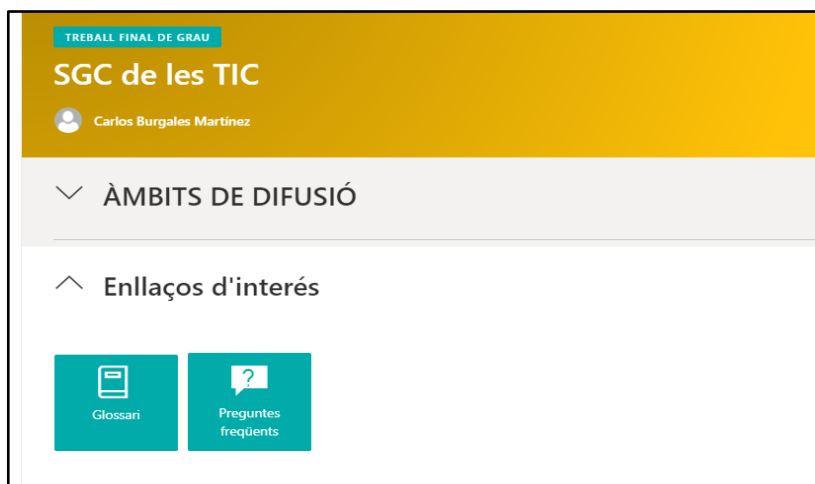 TREBALL FINAL DE GRAU
SGC de les TIC
Carlos Burgales Martínez
ÀMBITS DE DIFUSIÓ
Enllaços d'interés
Glossari
Preguntes
freqüents